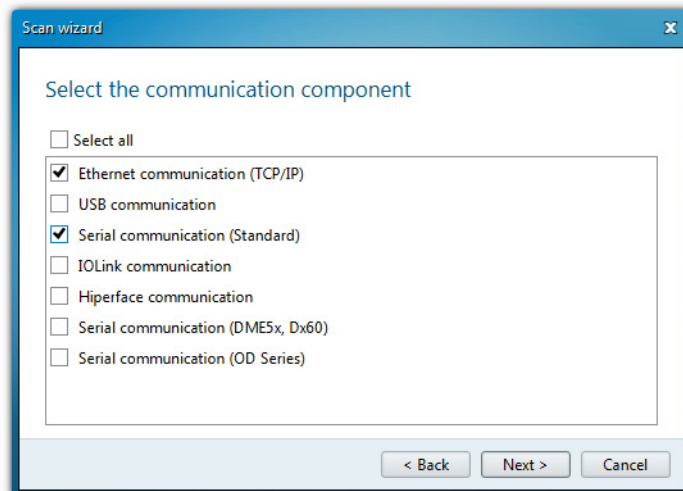 Scan wizard
Select the communication component
Select all
Ethernet communication (TCP/IP)
USB communication
Serial communication (Standard)
IOLink communication
Hiperface communication
Serial communication (DME5x, Dx60)
Serial communication (OD Series)
< Back Next > Cancel